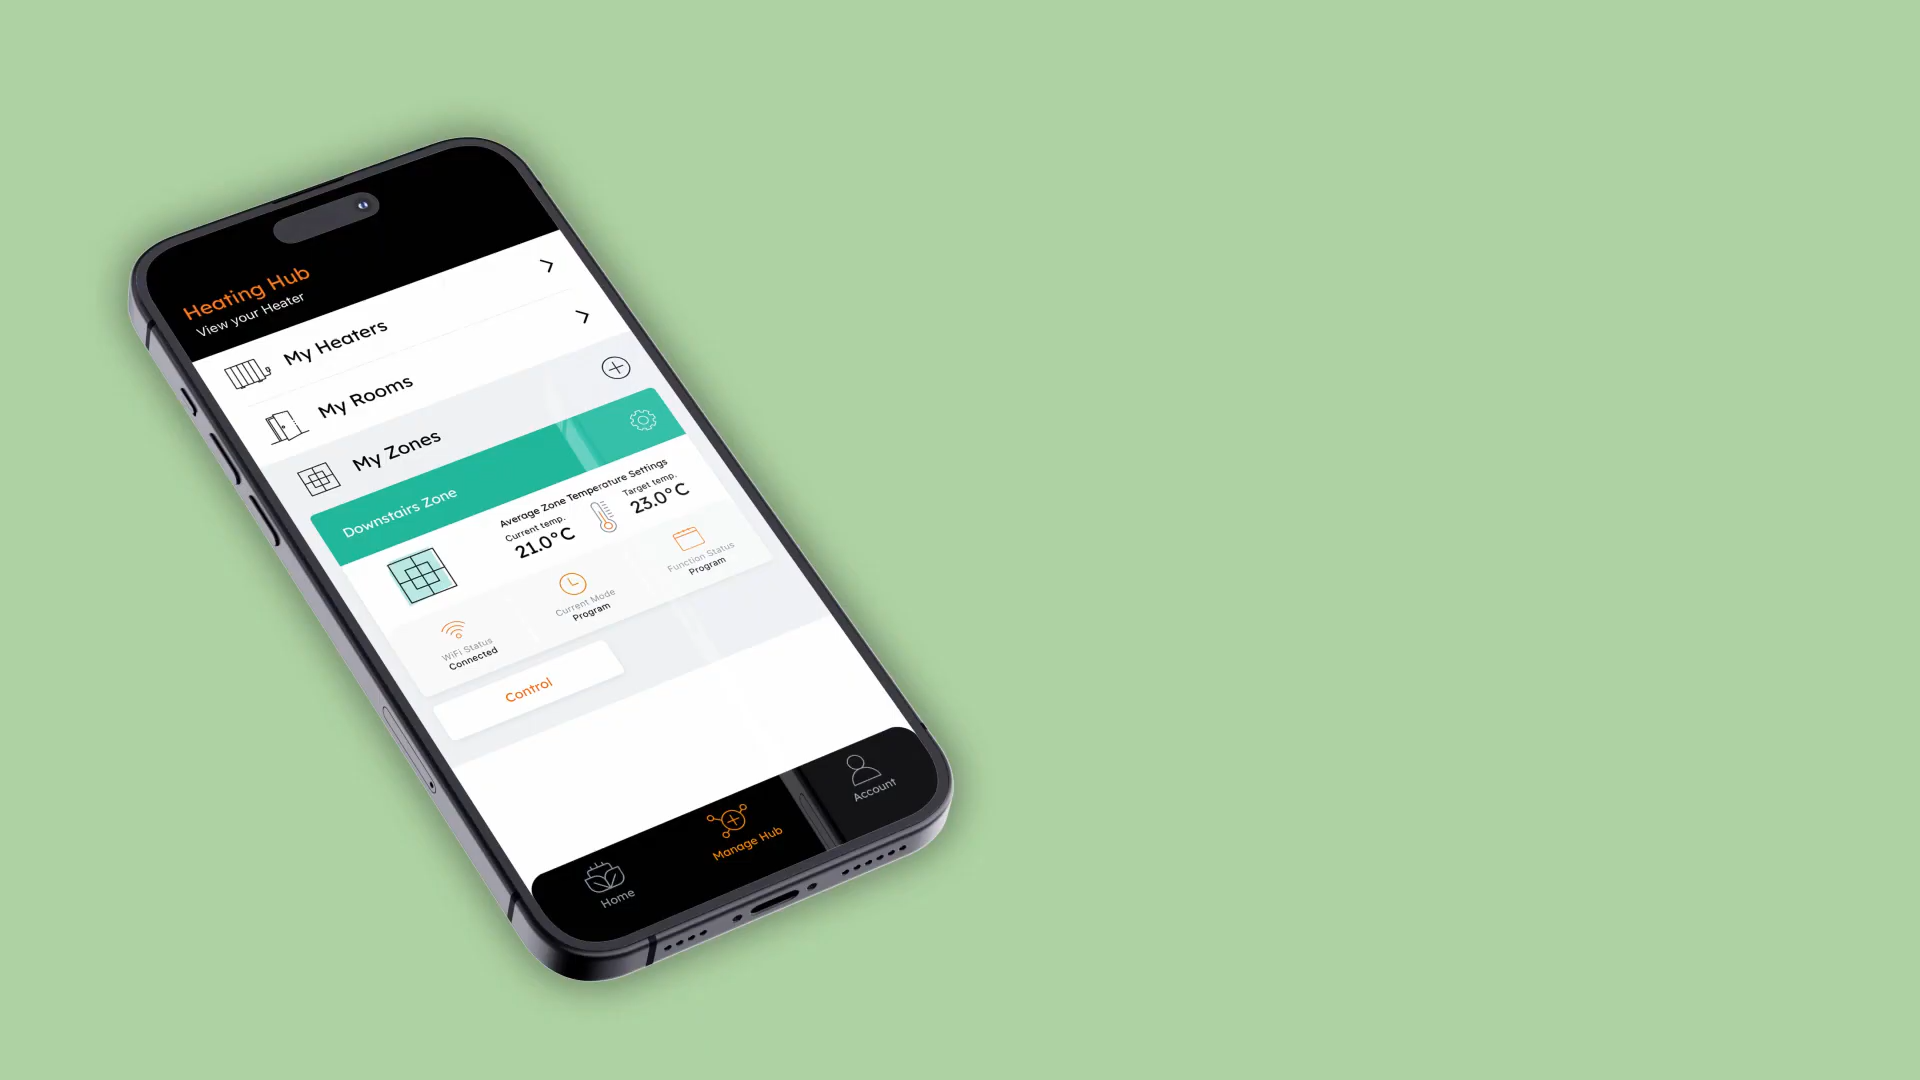 Heating Hub
View your Heater
My Heaters
My Rooms
My Zones
Downstairs Zone
Average Zone Temperature Settings
Current temp.
21.0°C
Target temp.
23.0°C
WiFi Status
Connected
Current Mode
Program
Function Status
Program
Control
Home
Manage Hub
Account